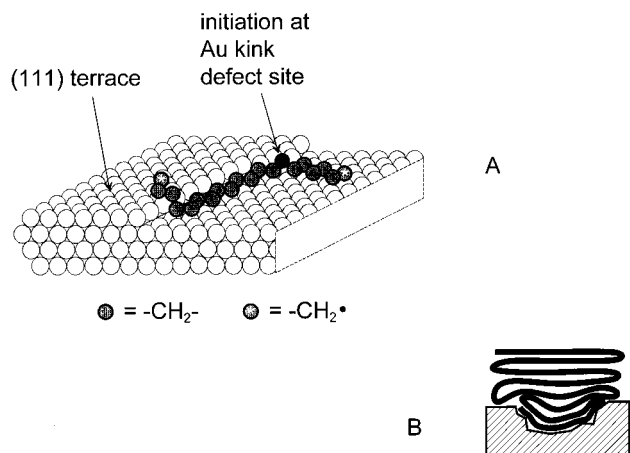 initiation at
Au kink
defect site
(111) terrace
A
= -CH₂-
= -CH₂•
B